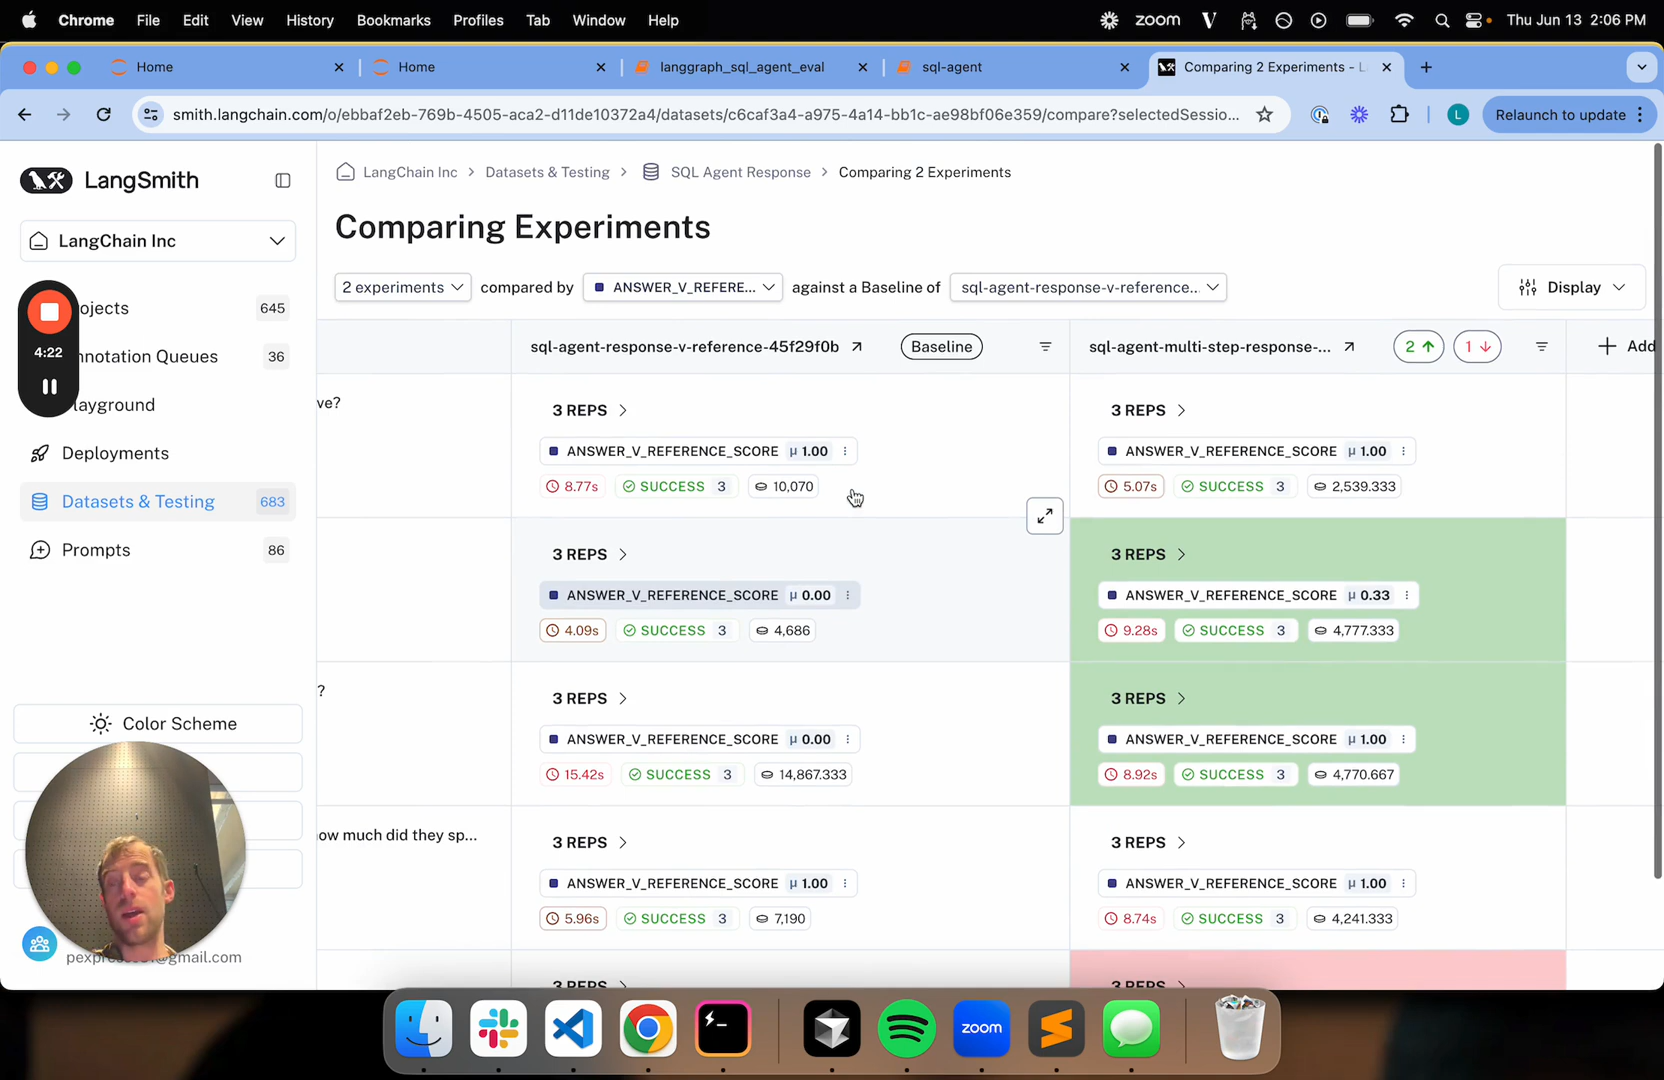 Chrome File Edit View History Bookmarks Profiles Tab Window Help zoom Thu Jun 13 2:06 PM
Home Home langgraph_sql_agent_eval sql-agent Comparing 2 Experiments - L
smith.langchain.com/o/ebbaf2eb-769b-4505-aca2-d11de10372a4/datasets/c6caf3a4-a975-4a14-bb1c-ae98bf06e359/compare?selectedSessio... L Relaunch to update
LangSmith
LangChain Inc
ojects 645
4:22
nnotation Queues 36
layground
Deployments
Datasets & Testing 683
Prompts 86
Color Scheme
gmail.com
LangChain Inc > Datasets & Testing > SQL Agent Response > Comparing 2 Experiments
Comparing Experiments
2 experiments compared by ANSWER_V_REFERE... against a Baseline of sql-agent-response-v-reference... Display
sql-agent-response-v-reference-45f29f0b Baseline sql-agent-multi-step-response-... 2 ↑ 1 ↓ + Add
ve? 3 REPS > 3 REPS >
ANSWER_V_REFERENCE_SCORE μ 1.00 ANSWER_V_REFERENCE_SCORE μ 1.00
8.77s SUCCESS 3 10,070 5.07s SUCCESS 3 2,539.333
3 REPS > 3 REPS >
ANSWER_V_REFERENCE_SCORE μ 0.00 ANSWER_V_REFERENCE_SCORE μ 0.33
4.09s SUCCESS 3 4,686 9.28s SUCCESS 3 4,777.333
? 3 REPS > 3 REPS >
ANSWER_V_REFERENCE_SCORE μ 0.00 ANSWER_V_REFERENCE_SCORE μ 1.00
15.42s SUCCESS 3 14,867.333 8.92s SUCCESS 3 4,770.667
ow much did they sp... 3 REPS > 3 REPS >
ANSWER_V_REFERENCE_SCORE μ 1.00 ANSWER_V_REFERENCE_SCORE μ 1.00
5.96s SUCCESS 3 7,190 8.74s SUCCESS 3 4,241.333
3 REPS 3 REPS
zoom